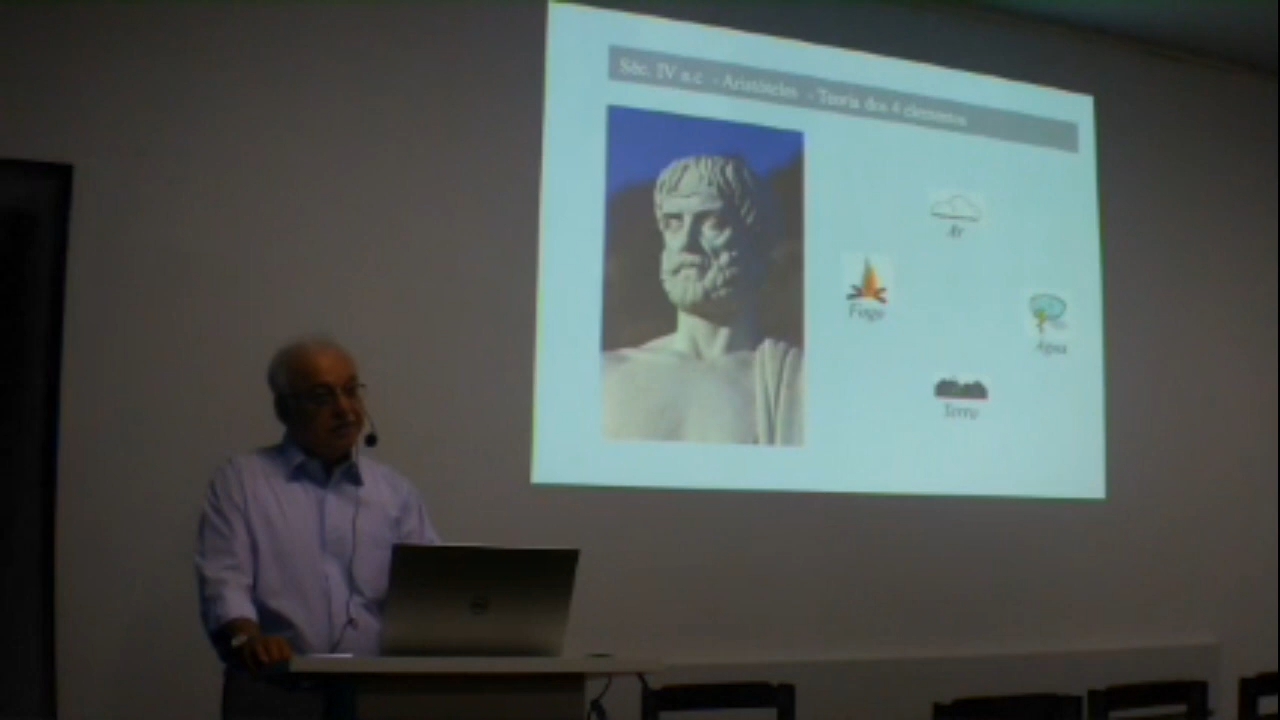 Séc. IV a.c - Aristóteles - Teoria dos 4 elementos
Ar
Fogo
Água
Terra